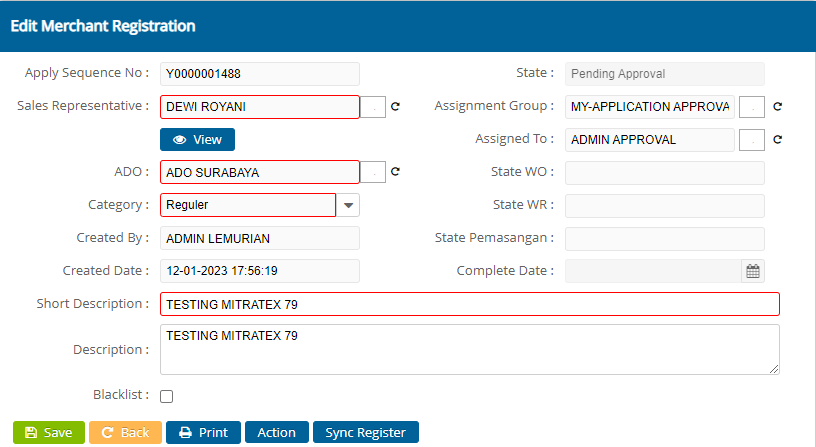 Edit Merchant Registration
Apply Sequence No : Y0000001488 State : Pending Approval
Sales Representative : DEWI ROYANI Assignment Group : MY-APPLICATION APPROVA
View Assigned To : ADMIN APPROVAL
ADO : ADO SURABAYA State WO :
Category : Reguler State WR :
Created By : ADMIN LEMURIAN State Pemasangan :
Created Date : 12-01-2023 17:56:19 Complete Date :
Short Description : TESTING MITRATEX 79
Description : TESTING MITRATEX 79
Blacklist :
Save Back Print Action Sync Register